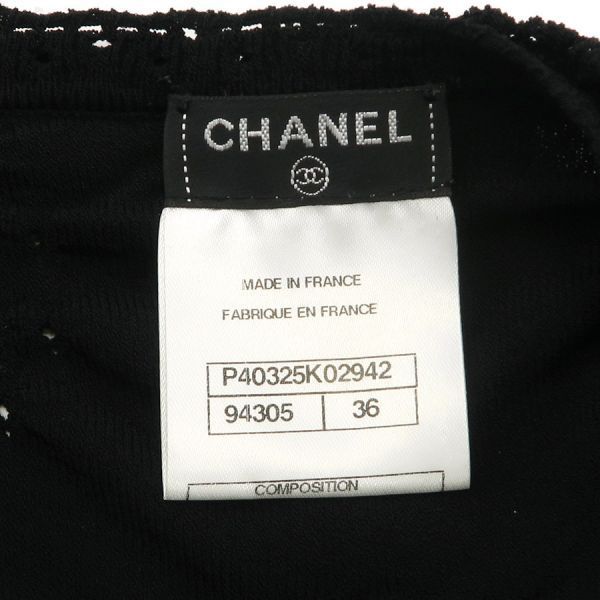 CHANEL
MADE IN FRANCE
FABRIQUE EN FRANCE
P40325K02942
94305 36
COMPOSITION